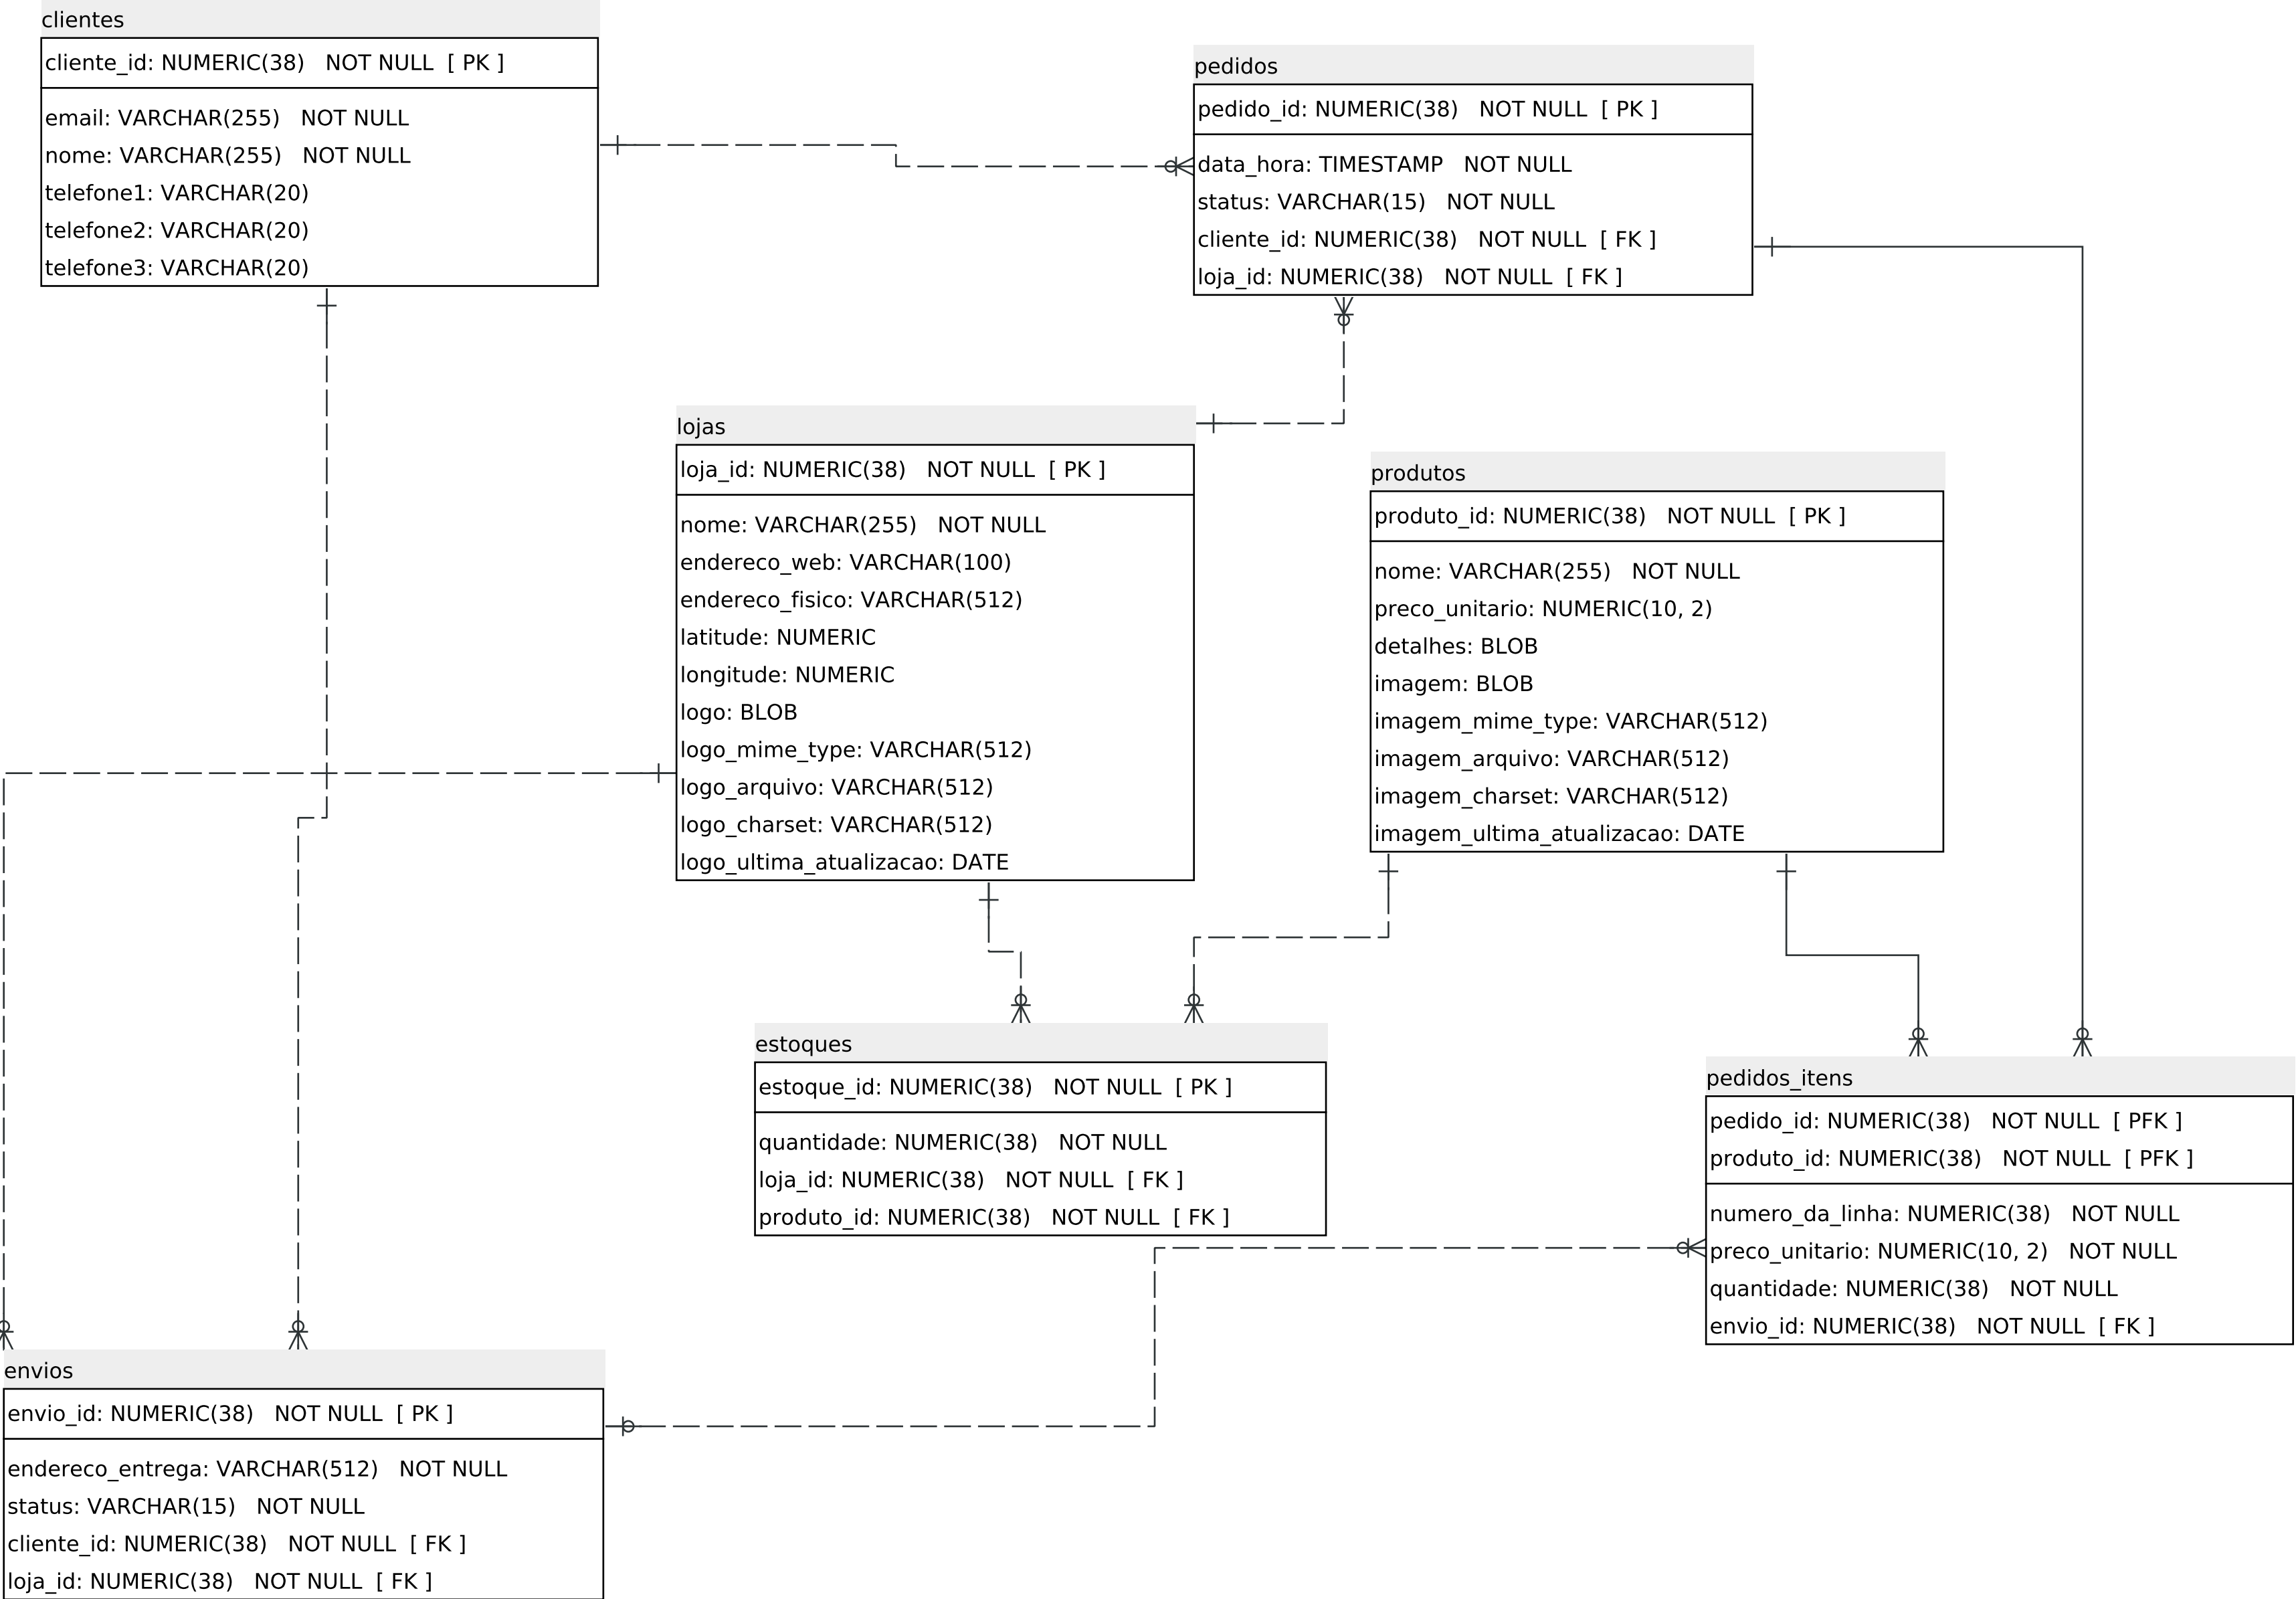 clientes
cliente_id: NUMERIC(38) NOT NULL [ PK ]
email: VARCHAR(255) NOT NULL
nome: VARCHAR(255) NOT NULL
telefone1: VARCHAR(20)
telefone2: VARCHAR(20)
telefone3: VARCHAR(20)
pedidos
pedido_id: NUMERIC(38) NOT NULL [ PK ]
data_hora: TIMESTAMP NOT NULL
status: VARCHAR(15) NOT NULL
cliente_id: NUMERIC(38) NOT NULL [ FK ]
loja_id: NUMERIC(38) NOT NULL [ FK ]
lojas
loja_id: NUMERIC(38) NOT NULL [ PK ]
nome: VARCHAR(255) NOT NULL
endereco_web: VARCHAR(100)
endereco_fisico: VARCHAR(512)
latitude: NUMERIC
longitude: NUMERIC
logo: BLOB
logo_mime_type: VARCHAR(512)
logo_arquivo: VARCHAR(512)
logo_charset: VARCHAR(512)
logo_ultima_atualizacao: DATE
produtos
produto_id: NUMERIC(38) NOT NULL [ PK ]
nome: VARCHAR(255) NOT NULL
preco_unitario: NUMERIC(10, 2)
detalhes: BLOB
imagem: BLOB
imagem_mime_type: VARCHAR(512)
imagem_arquivo: VARCHAR(512)
imagem_charset: VARCHAR(512)
imagem_ultima_atualizacao: DATE
estoques
estoque_id: NUMERIC(38) NOT NULL [ PK ]
quantidade: NUMERIC(38) NOT NULL
loja_id: NUMERIC(38) NOT NULL [ FK ]
produto_id: NUMERIC(38) NOT NULL [ FK ]
pedidos_itens
pedido_id: NUMERIC(38) NOT NULL [ PFK ]
produto_id: NUMERIC(38) NOT NULL [ PFK ]
numero_da_linha: NUMERIC(38) NOT NULL
preco_unitario: NUMERIC(10, 2) NOT NULL
quantidade: NUMERIC(38) NOT NULL
envio_id: NUMERIC(38) NOT NULL [ FK ]
envios
envio_id: NUMERIC(38) NOT NULL [ PK ]
endereco_entrega: VARCHAR(512) NOT NULL
status: VARCHAR(15) NOT NULL
cliente_id: NUMERIC(38) NOT NULL [ FK ]
loja_id: NUMERIC(38) NOT NULL [ FK ]